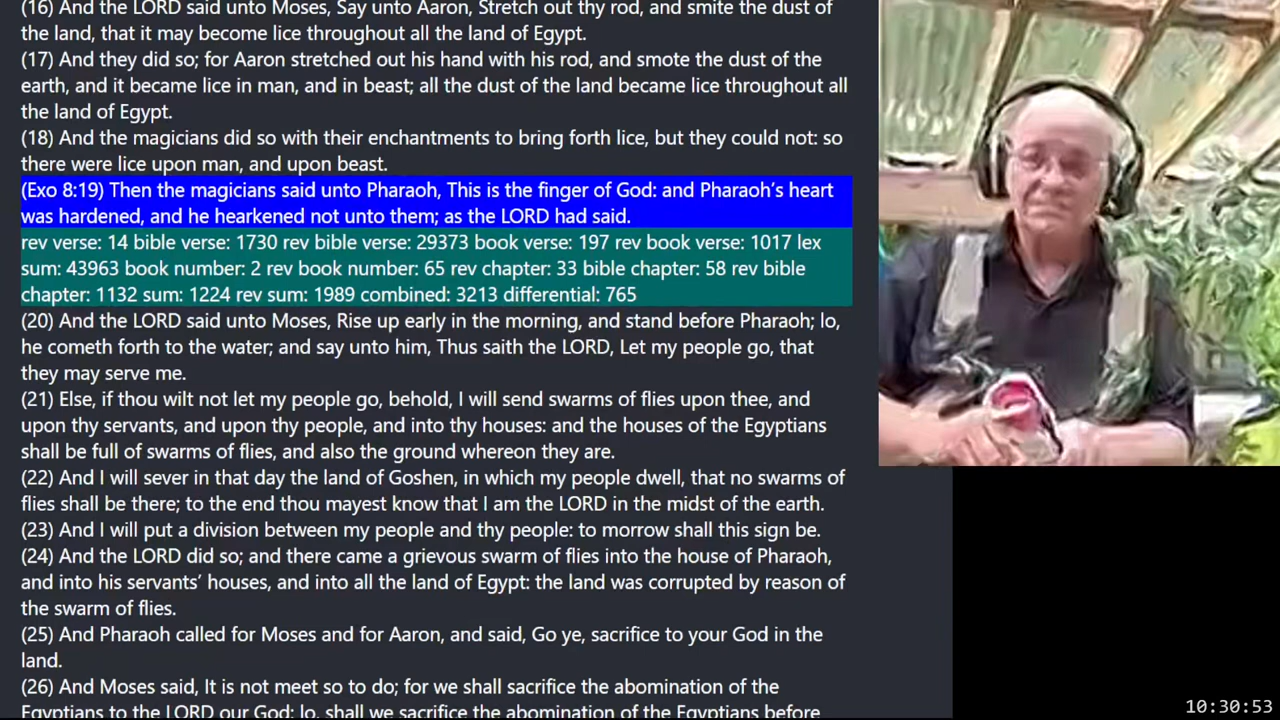 (16) And the LORD said unto Moses, Say unto Aaron, Stretch out thy rod, and smite the dust of
the land, that it may become lice throughout all the land of Egypt.
(17) And they did so; for Aaron stretched out his hand with his rod, and smote the dust of the
earth, and it became lice in man, and in beast; all the dust of the land became lice throughout all
the land of Egypt.
(18) And the magicians did so with their enchantments to bring forth lice, but they could not: so
there were lice upon man, and upon beast.
(Exo 8:19) Then the magicians said unto Pharaoh, This is the finger of God: and Pharaoh's heart
was hardened, and he hearkened not unto them; as the LORD had said.
rev verse: 14 bible verse: 1730 rev bible verse: 29373 book verse: 197 rev book verse: 1017 lex
sum: 43963 book number: 2 rev book number: 65 rev chapter: 33 bible chapter: 58 rev bible
chapter: 1132 sum: 1224 rev sum: 1989 combined: 3213 differential: 765
(20) And the LORD said unto Moses, Rise up early in the morning, and stand before Pharaoh; lo,
he cometh forth to the water; and say unto him, Thus saith the LORD, Let my people go, that
they may serve me.
(21) Else, if thou wilt not let my people go, behold, I will send swarms of flies upon thee, and
upon thy servants, and upon thy people, and into thy houses: and the houses of the Egyptians
shall be full of swarms of flies, and also the ground whereon they are.
(22) And I will sever in that day the land of Goshen, in which my people dwell, that no swarms of
flies shall be there; to the end thou mayest know that I am the LORD in the midst of the earth.
(23) And I will put a division between my people and thy people: to morrow shall this sign be.
(24) And the LORD did so; and there came a grievous swarm of flies into the house of Pharaoh,
and into his servants' houses, and into all the land of Egypt: the land was corrupted by reason of
the swarm of flies.
(25) And Pharaoh called for Moses and for Aaron, and said, Go ye, sacrifice to your God in the
land.
(26) And Moses said, It is not meet so to do; for we shall sacrifice the abomination of the
Egyptians to the LORD our God: lo, shall we sacrifice the abomination of the Egyptians before
10:30:53